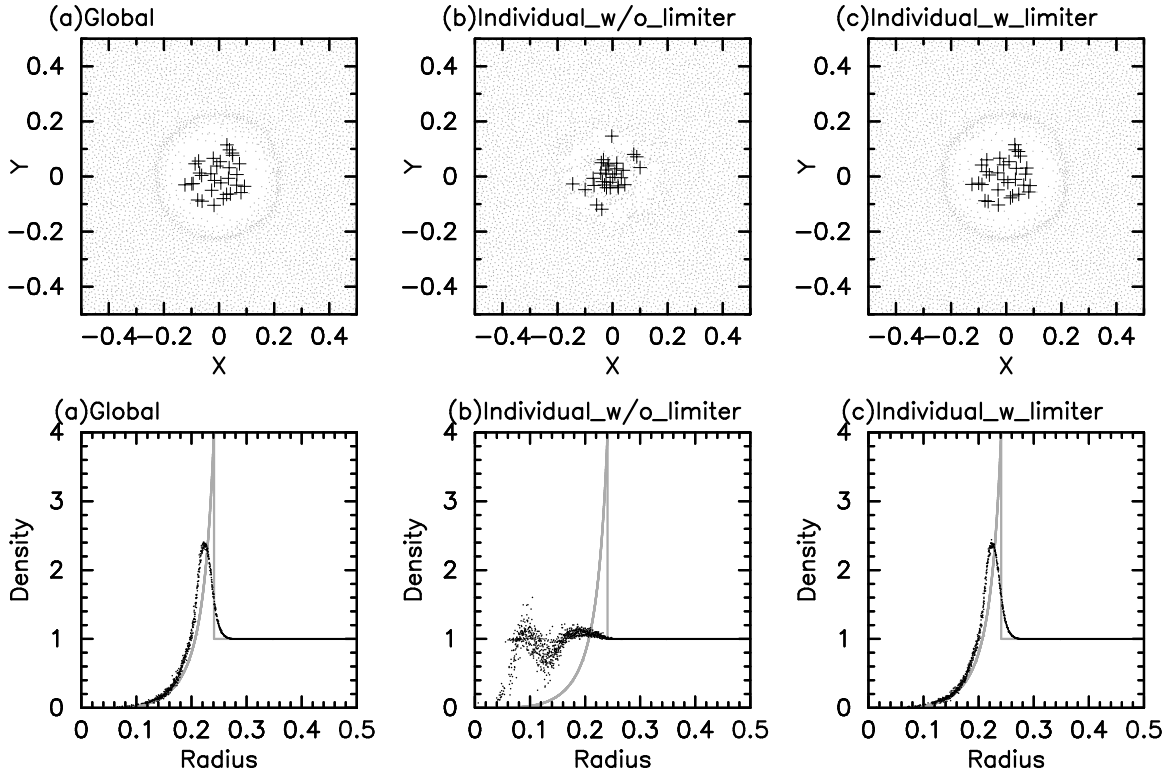 (a)Global (b)Individual_w/o_limiter (c)Individual_w_limiter
0.4 0.4 0.4
0.2 0.2 0.2
Y 0 Y 0 Y 0
−0.2 −0.2 −0.2
−0.4 −0.4 −0.4
−0.4−0.2 0 0.2 0.4 −0.4−0.2 0 0.2 0.4 −0.4−0.2 0 0.2 0.4
X X X
(a)Global (b)Individual_w/o_limiter (c)Individual_w_limiter
4 4 4
3 3 3
Density 2 Density 2 Density 2
1 1 1
0 0 0
0 0.1 0.2 0.3 0.4 0.5 0 0.1 0.2 0.3 0.4 0.5 0 0.1 0.2 0.3 0.4 0.5
Radius Radius Radius